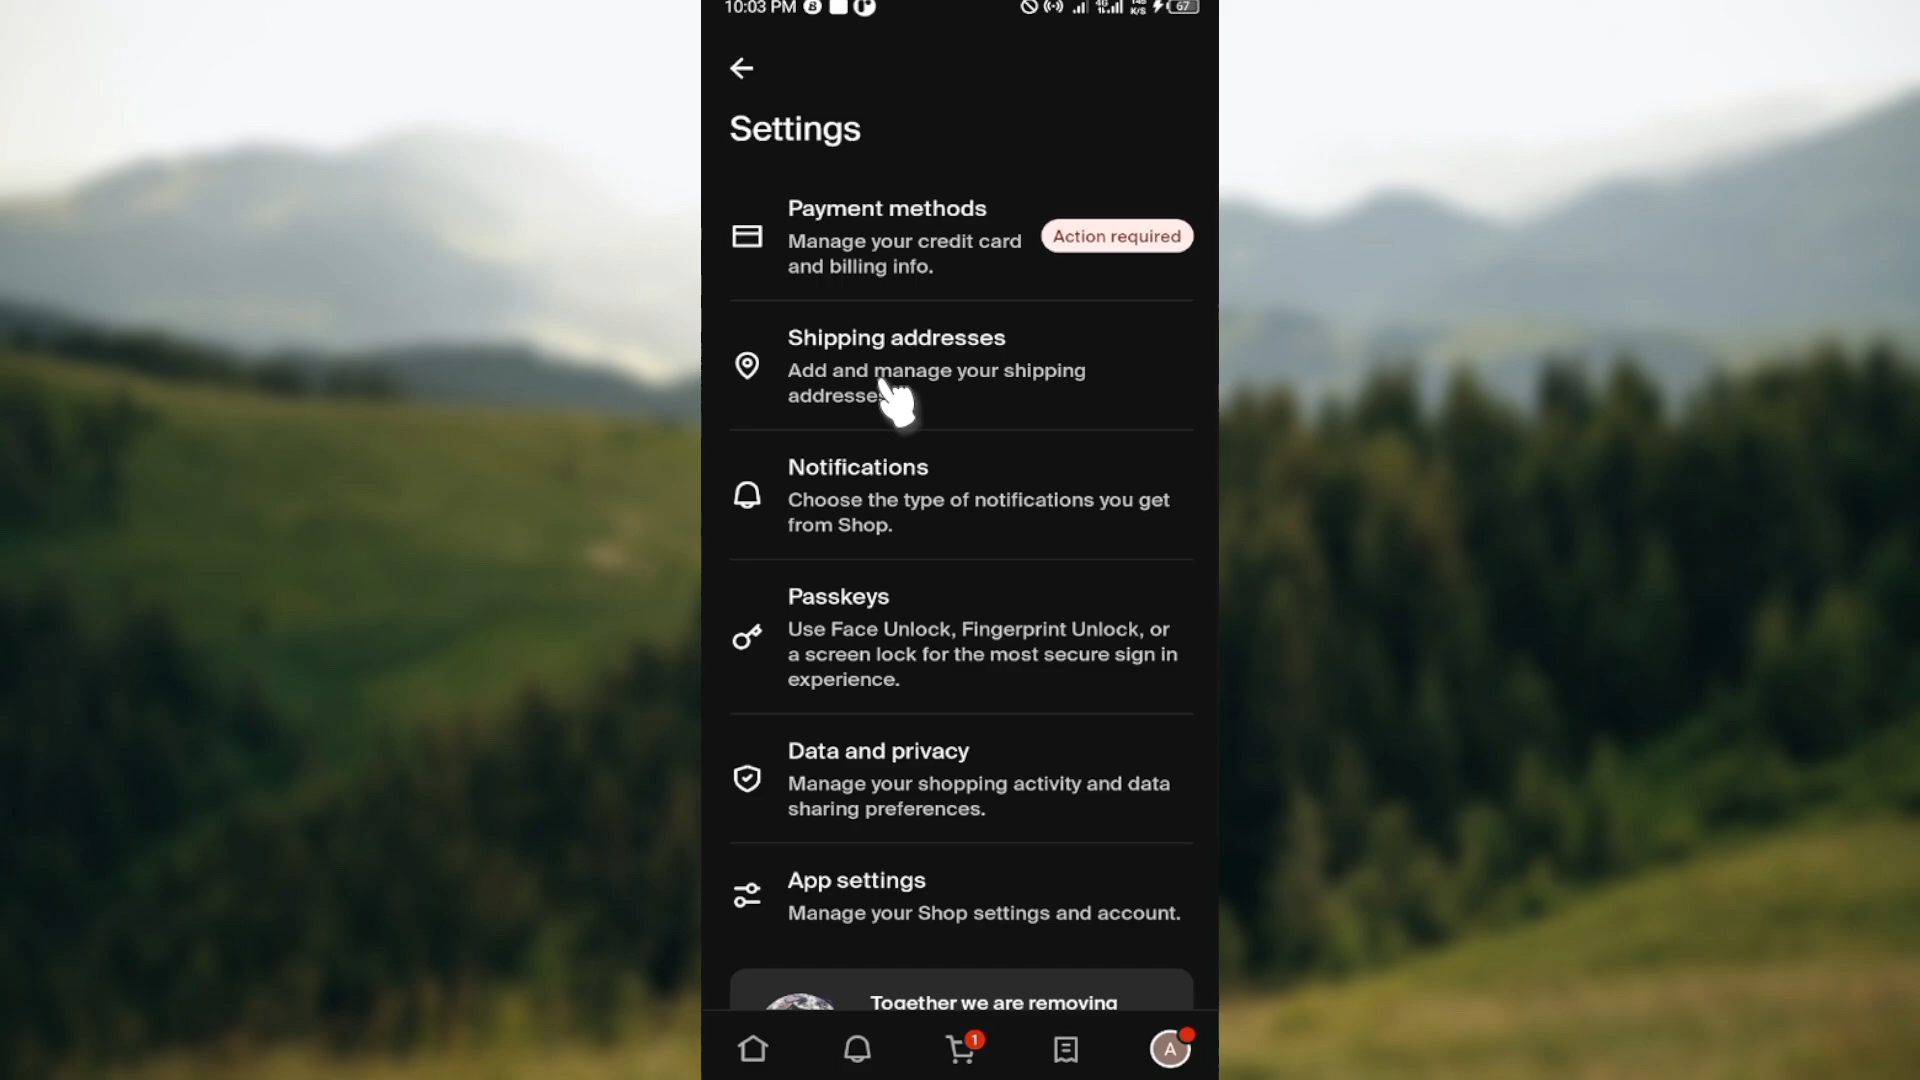 10:03 PM
K/S
67
Settings
Payment methods
Manage your credit card
and billing info.
Action required
Shipping addresses
Add and manage your shipping
addresses
Notifications
Choose the type of notifications you get
from Shop.
Passkeys
Use Face Unlock, Fingerprint Unlock, or
a screen lock for the most secure sign in
experience.
Data and privacy
Manage your shopping activity and data
sharing preferences.
App settings
Manage your Shop settings and account.
Together we are removing
1
A